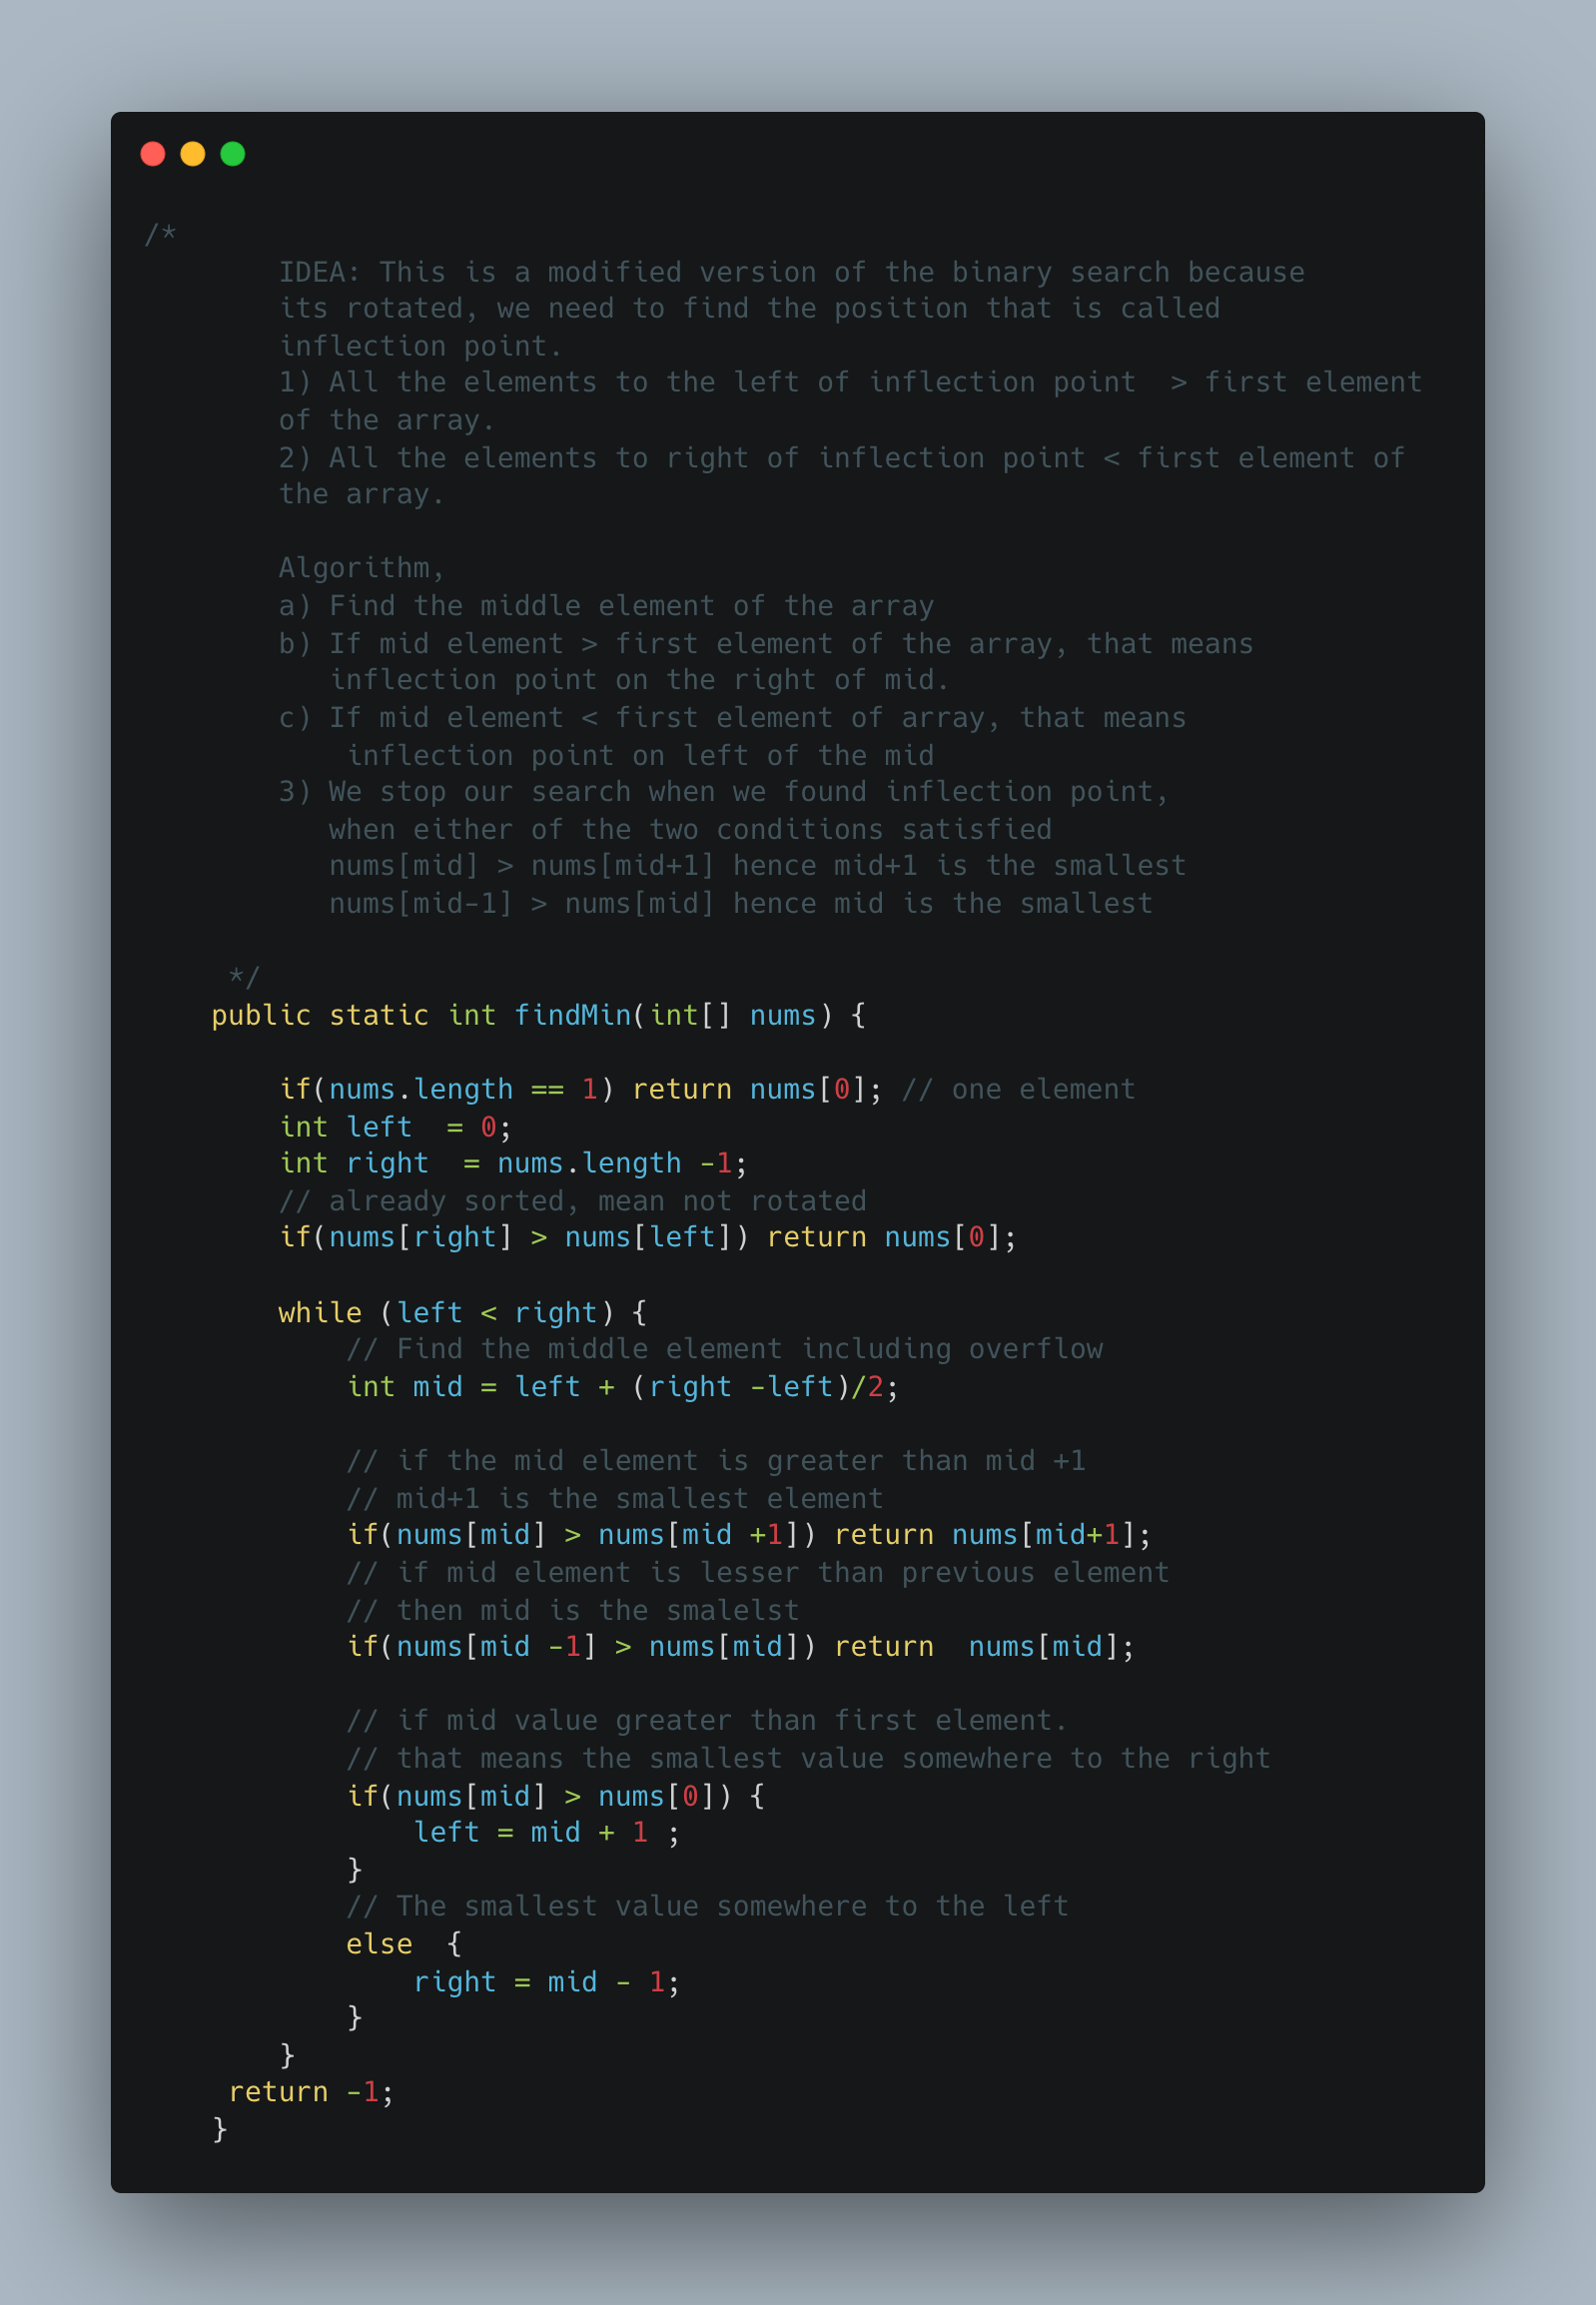 /*
        IDEA: This is a modified version of the binary search because
        its rotated, we need to find the position that is called
        inflection point.
        1) All the elements to the left of inflection point  > first element
        of the array.
        2) All the elements to right of inflection point < first element of
        the array.

        Algorithm,
        a) Find the middle element of the array
        b) If mid element > first element of the array, that means
           inflection point on the right of mid.
        c) If mid element < first element of array, that means
            inflection point on left of the mid
        3) We stop our search when we found inflection point,
           when either of the two conditions satisfied
           nums[mid] > nums[mid+1] hence mid+1 is the smallest
           nums[mid-1] > nums[mid] hence mid is the smallest

     */
    public static int findMin(int[] nums) {

        if(nums.length == 1) return nums[0]; // one element
        int left  = 0;
        int right  = nums.length -1;
        // already sorted, mean not rotated
        if(nums[right] > nums[left]) return nums[0];

        while (left < right) {
            // Find the middle element including overflow
            int mid = left + (right -left)/2;

            // if the mid element is greater than mid +1
            // mid+1 is the smallest element
            if(nums[mid] > nums[mid +1]) return nums[mid+1];
            // if mid element is lesser than previous element
            // then mid is the smalelst
            if(nums[mid -1] > nums[mid]) return  nums[mid];

            // if mid value greater than first element.
            // that means the smallest value somewhere to the right
            if(nums[mid] > nums[0]) {
                left = mid + 1 ;
            }
            // The smallest value somewhere to the left
            else  {
                right = mid - 1;
            }
        }
     return -1;
    }